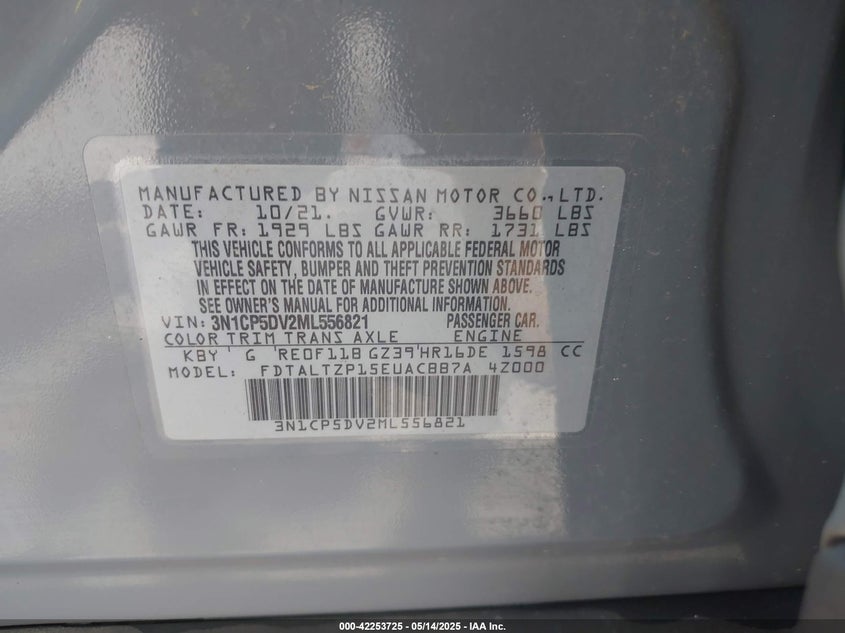 MANUFACTURED BY NISSAN MOTOR CO., LTD.
DATE: 10/21. GVWR: 3660 LBS
GAWR FR: 1929 LBS GAWR RR: 1731 LBS
THIS VEHICLE CONFORMS TO ALL APPLICABLE FEDERAL MOTOR
VEHICLE SAFETY, BUMPER AND THEFT PREVENTION STANDARDS
IN EFFECT ON THE DATE OF MANUFACTURE SHOWN ABOVE.
SEE OWNER'S MANUAL FOR ADDITIONAL INFORMATION.
VIN: 3N1CP5DV2ML556821 PASSENGER CAR.
COLOR TRIM TRANS AXLE ENGINE
KBY G RE0F11B GZ39 HR16DE 1598 CC
MODEL: FDTALTZP15EUACBB7A 4Z000
3N1CP5DV2ML556821
000-42253725 - 05/14/2025 - IAA Inc.